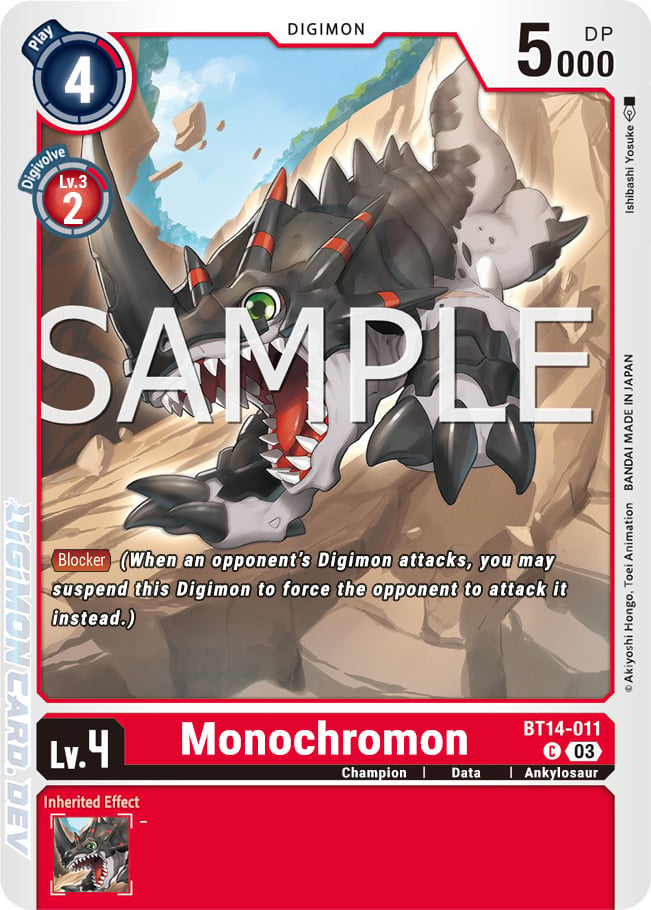 Play
4
DIGIMON
DP
5000
Digivolve
Lv.3
2
Ishibashi Yosuke
SAMPLE
Blocker (When an opponent's Digimon attacks, you may
suspend this Digimon to force the opponent to attack it
instead.)
© Akiyoshi Hongo, Toei Animation BANDAI MADE IN JAPAN
DIGIMONCARD.DEV
Lv.4
Monochromon
BT14-011
C 03
Champion | Data | Ankylosaur
Inherited Effect
-